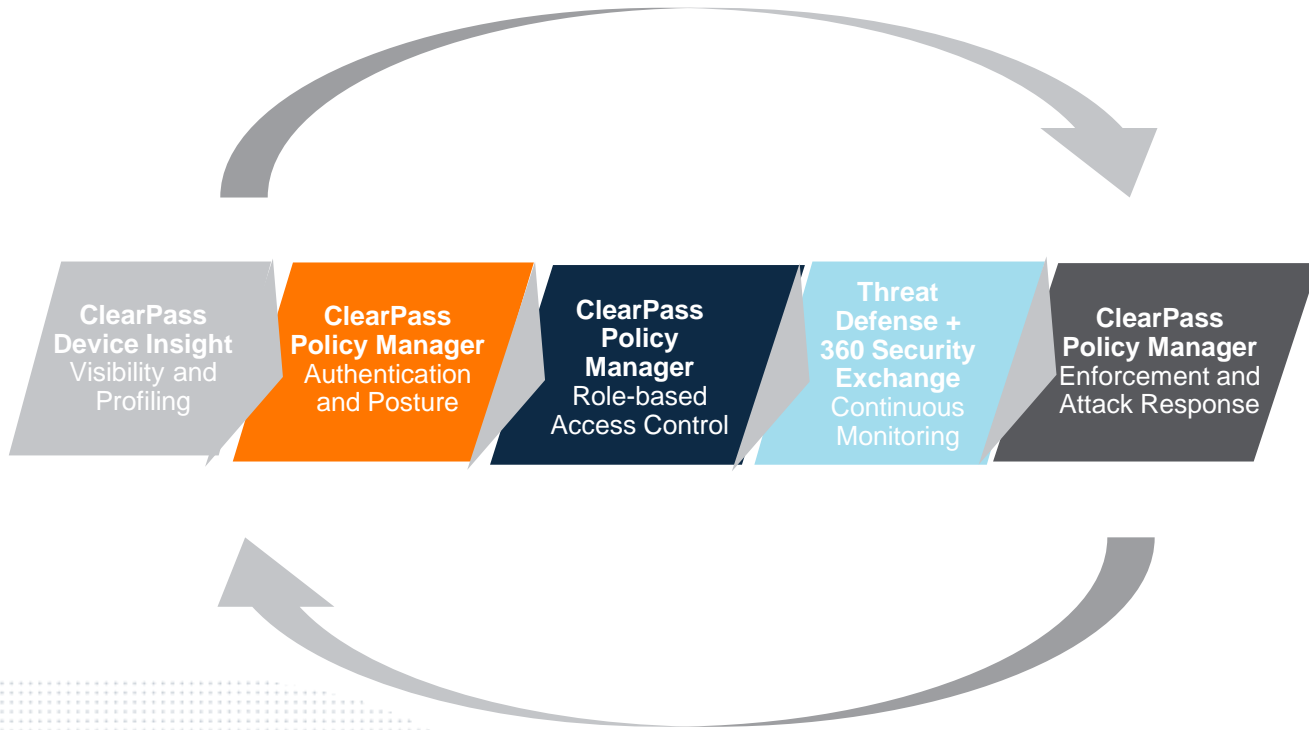 ClearPass
Device Insight
Visibility and
Profiling
ClearPass
Policy Manager
Authentication
and Posture
ClearPass
Policy
Manager
Role-based
Access Control
Threat
Defense +
360 Security
Exchange
Continuous
Monitoring
ClearPass
Policy Manager
Enforcement and
Attack Response